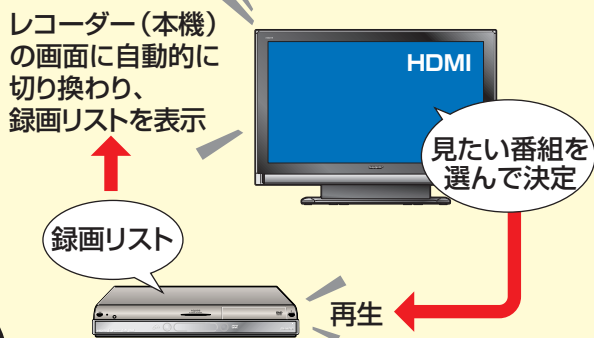 レコーダー（本機）
の画面に自動的に
切り換わり、
録画リストを表示
HDMI
見たい番組を
選んで決定
録画リスト
再生